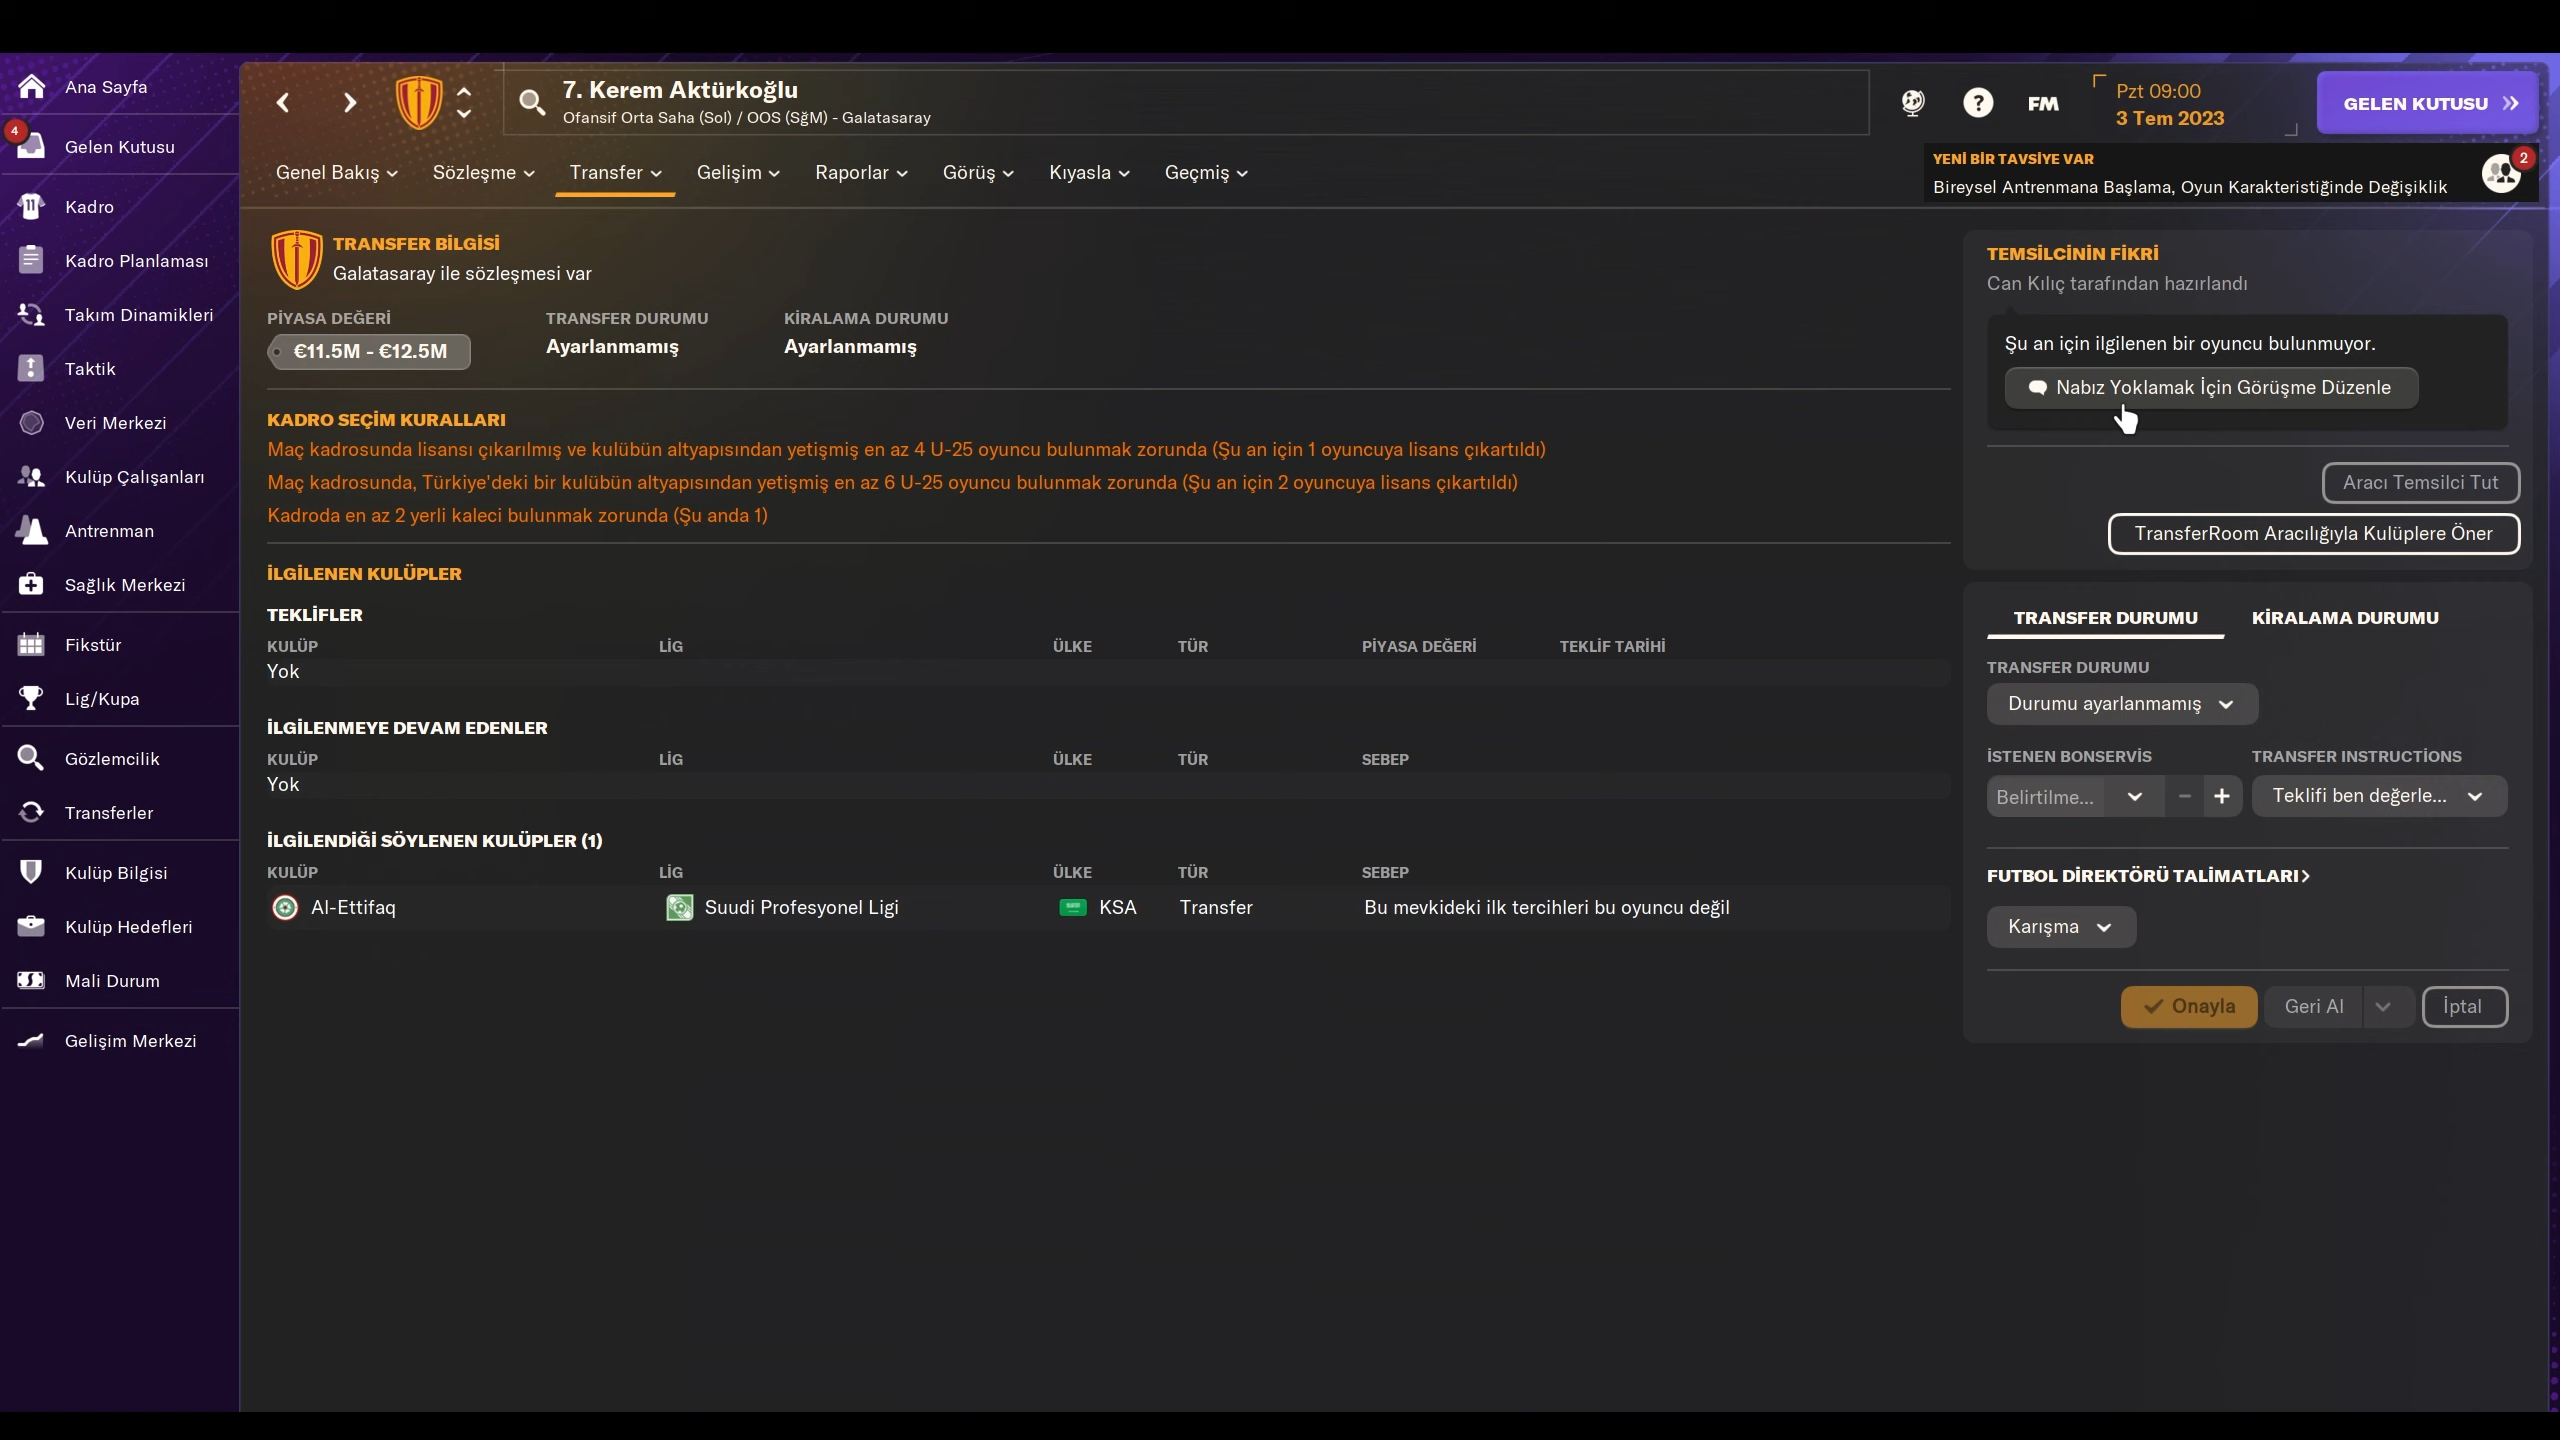 Ana Sayfa
4
Gelen Kutusu
Kadro
Kadro Planlaması
Takım Dinamikleri
Taktik
Veri Merkezi
Kulüp Çalışanları
Antrenman
Sağlık Merkezi
Fikstür
Lig/Kupa
Gözlemcilik
Transferler
Kulüp Bilgisi
Kulüp Hedefleri
Mali Durum
Gelişim Merkezi
7. Kerem Aktürkoğlu
Ofansif Orta Saha (Sol) / OOS (SğM) - Galatasaray
FM
Pzt 09:00
3 Tem 2023
GELEN KUTUSU
Genel Bakış
Sözleşme
Transfer
Gelişim
Raporlar
Görüş
Kıyasla
Geçmiş
YENİ BİR TAVSİYE VAR
2
Bireysel Antrenmana Başlama, Oyun Karakteristiğinde Değişiklik
TRANSFER BİLGİSİ
Galatasaray ile sözleşmesi var
PİYASA DEĞERİ
TRANSFER DURUMU
KİRALAMA DURUMU
€11.5M - €12.5M
Ayarlanmamış
Ayarlanmamış
KADRO SEÇİM KURALLARI
Maç kadrosunda lisansı çıkarılmış ve kulübün altyapısından yetişmiş en az 4 U-25 oyuncu bulunmak zorunda (Şu an için 1 oyuncuya lisans çıkartıldı)
Maç kadrosunda, Türkiye'deki bir kulübün altyapısından yetişmiş en az 6 U-25 oyuncu bulunmak zorunda (Şu an için 2 oyuncuya lisans çıkartıldı)
Kadroda en az 2 yerli kaleci bulunmak zorunda (Şu anda 1)
İLGİLENEN KULÜPLER
TEKLİFLER
KULÜP LİG ÜLKE TÜR PİYASA DEĞERİ TEKLİF TARİHİ
Yok
İLGİLENMEYE DEVAM EDENLER
KULÜP LİG ÜLKE TÜR SEBEP
Yok
İLGİLENDİĞİ SÖYLENEN KULÜPLER (1)
KULÜP LİG ÜLKE TÜR SEBEP
Al-Ettifaq Suudi Profesyonel Ligi KSA Transfer Bu mevkideki ilk tercihleri bu oyuncu değil
TEMSİLCİNİN FİKRİ
Can Kılıç tarafından hazırlandı
Şu an için ilgilenen bir oyuncu bulunmuyor.
Nabız Yoklamak İçin Görüşme Düzenle
Aracı Temsilci Tut
TransferRoom Aracılığıyla Kulüplere Öner
TRANSFER DURUMU
KİRALAMA DURUMU
TRANSFER DURUMU
Durumu ayarlanmamış
İSTENEN BONSERVİS
TRANSFER INSTRUCTİONS
Belirtilme...
Teklifi ben değerle...
FUTBOL DİREKTÖRÜ TALİMATLARI>
Karışma
Onayla
Geri Al
İptal